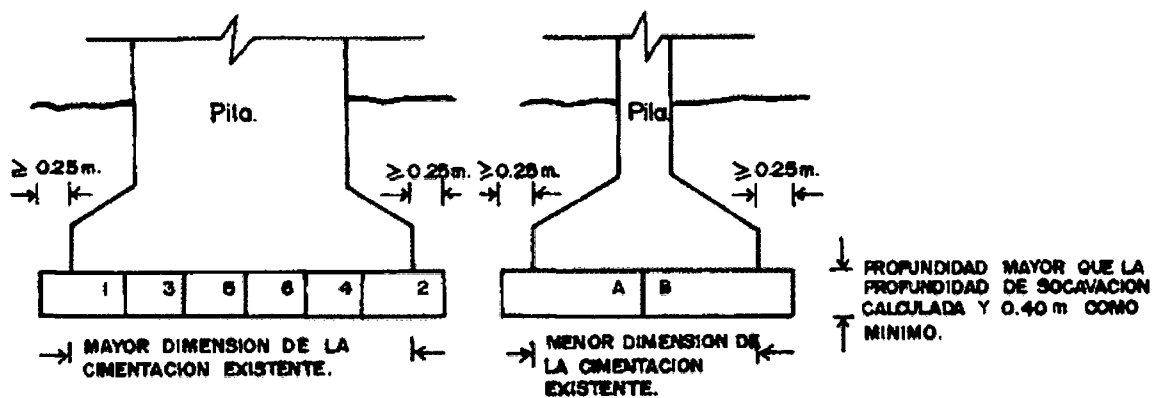 Pila.
Pila.
≥ 0.25 m.
≥ 0.25 m.
≥ 0.25 m.
≥ 0.25 m.
1 3 5 6 4 2
A B
MAYOR DIMENSION DE LA
CIMENTACION EXISTENTE.
MENOR DIMENSION DE
LA CIMENTACION
EXISTENTE.
PROFUNDIDAD MAYOR QUE LA
PROFUNDIDAD DE SOCAVACION
CALCULADA Y 0.40 m COMO
MINIMO.